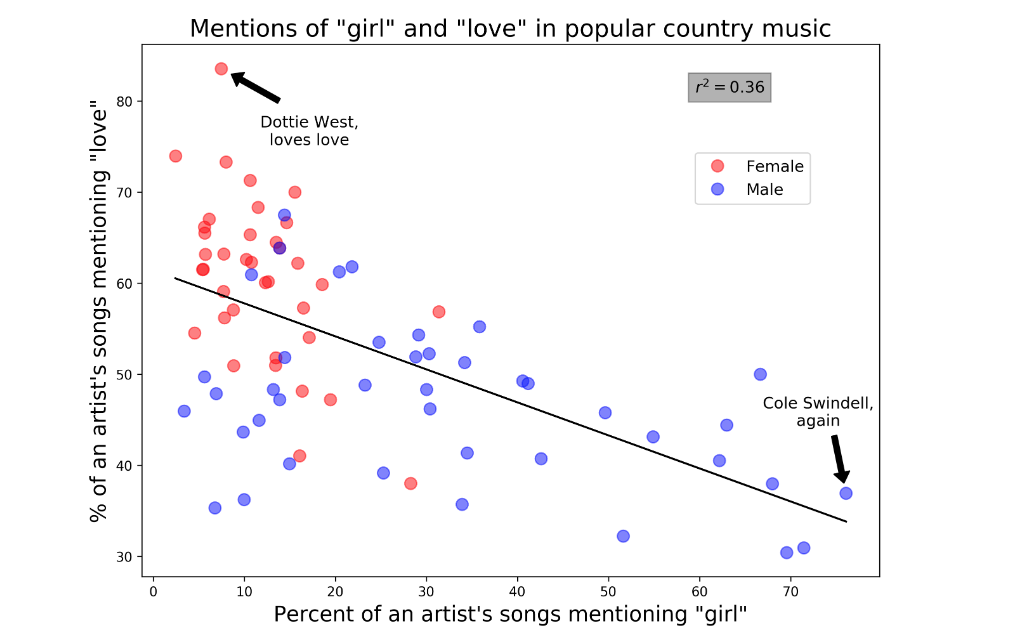 Mentions of "girl" and "love" in popular country music
r² = 0.36
Dottie West,
loves love
Female
Male
Cole Swindell,
again
% of an artist's songs mentioning "love"
80
70
60
50
40
30
0 10 20 30 40 50 60 70
Percent of an artist's songs mentioning "girl"